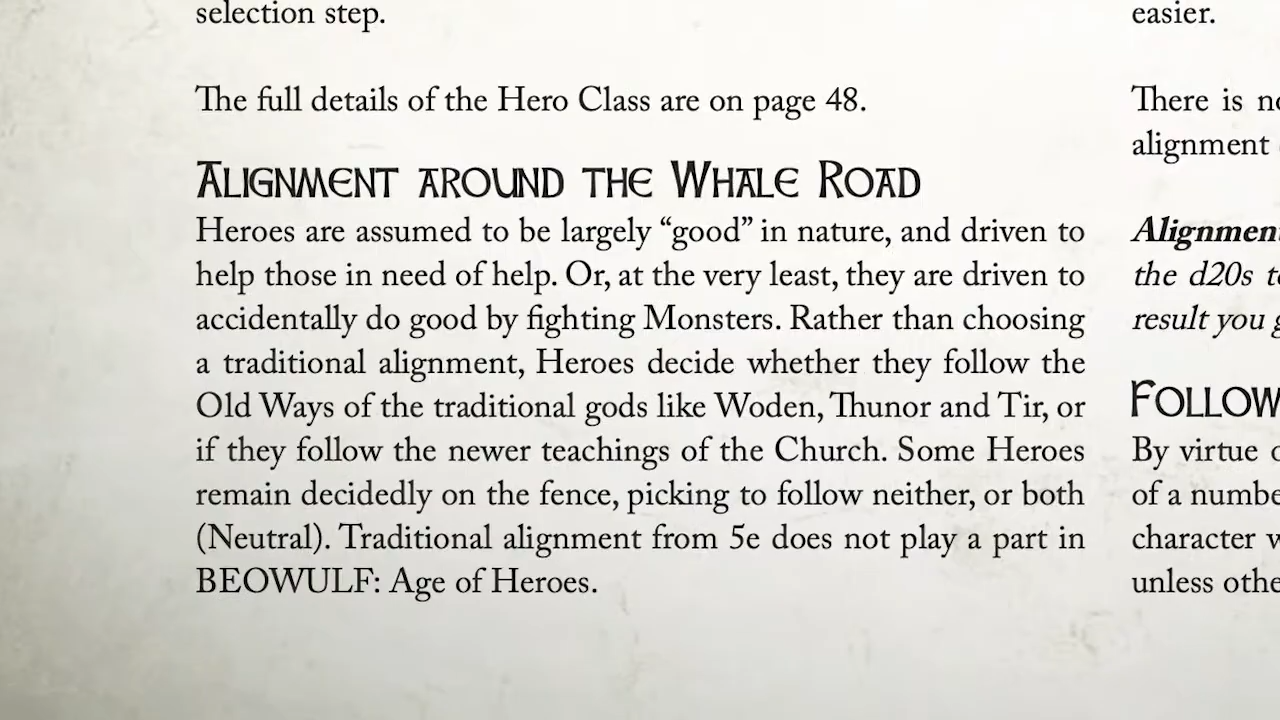 selection step.
The full details of the Hero Class are on page 48.
Alignment around the Whale Road
Heroes are assumed to be largely “good” in nature, and driven to
help those in need of help. Or, at the very least, they are driven to
accidentally do good by fighting Monsters. Rather than choosing
a traditional alignment, Heroes decide whether they follow the
Old Ways of the traditional gods like Woden, Thunor and Tir, or
if they follow the newer teachings of the Church. Some Heroes
remain decidedly on the fence, picking to follow neither, or both
(Neutral). Traditional alignment from 5e does not play a part in
BEOWULF: Age of Heroes.
easier.
There is
alignment
the d20s
result you
By virtue
of a
character
unless